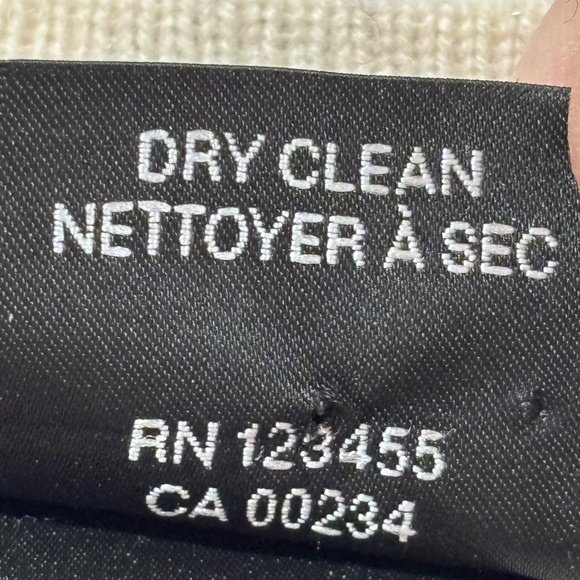 DRY CLEAN
NETTOYER À SEC
RN 123455
CA 00234